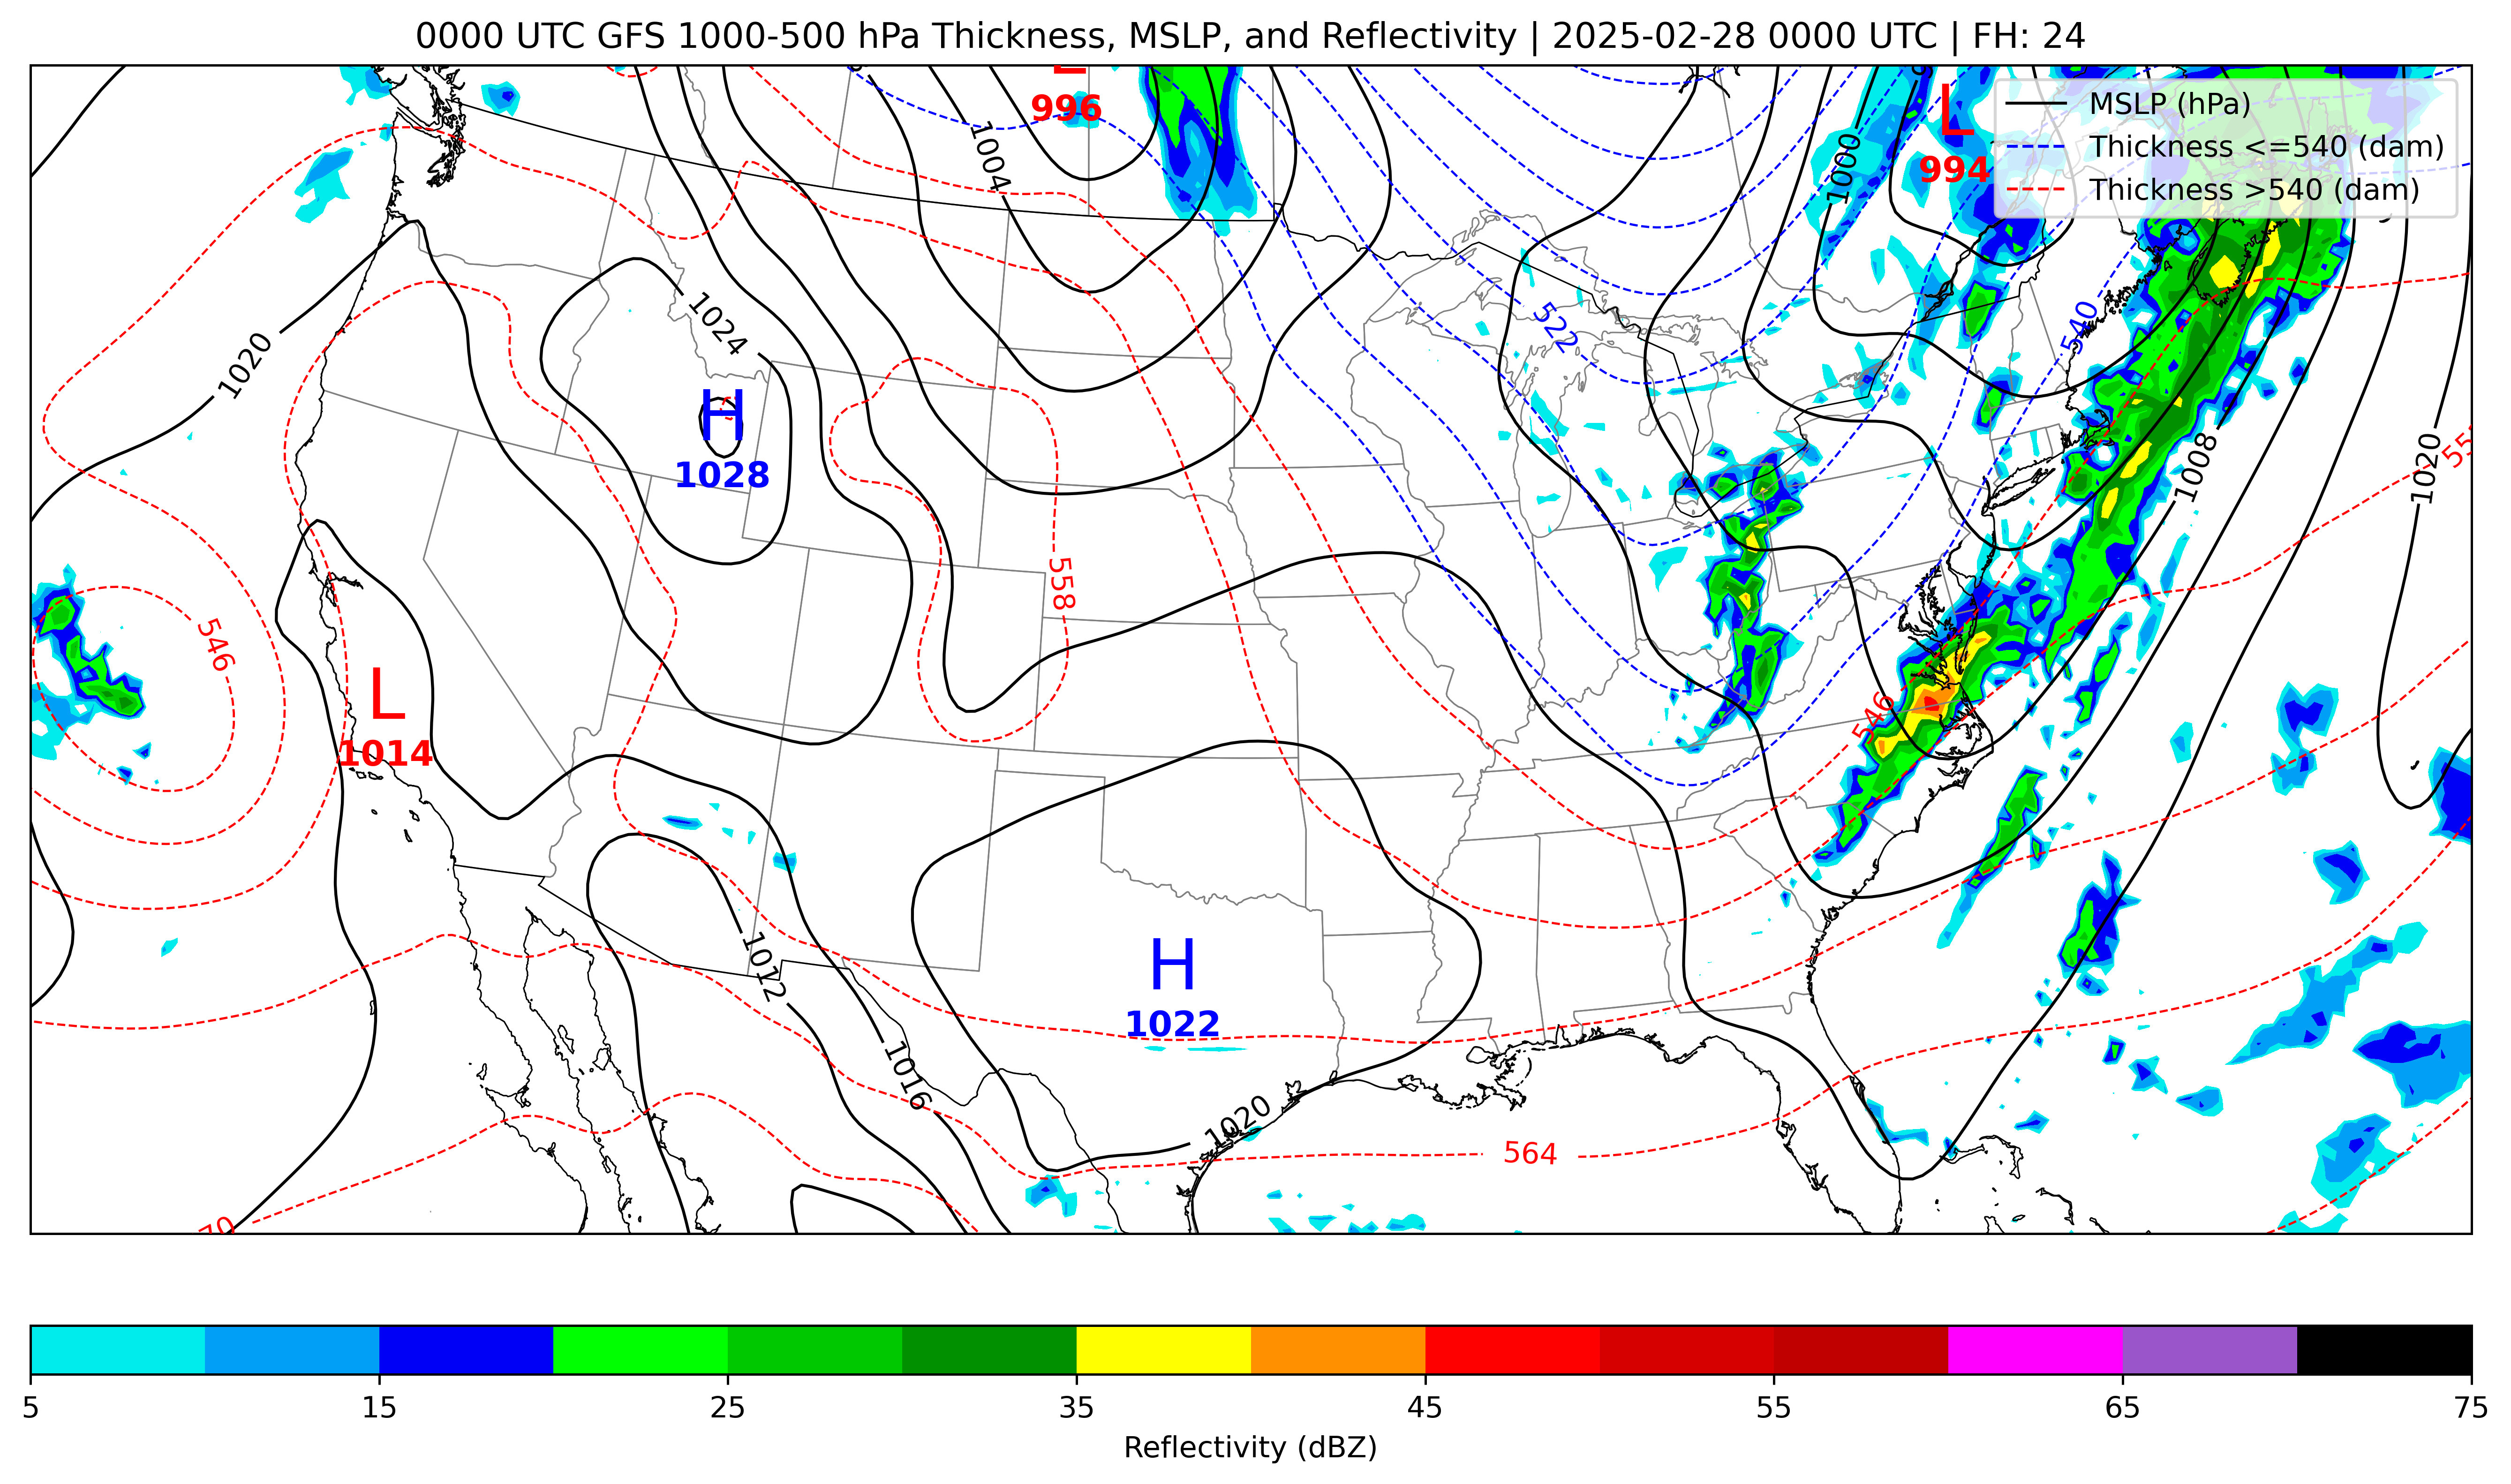 0000 UTC GFS 1000-500 hPa Thickness, MSLP, and Reflectivity | 2025-02-28 0000 UTC | FH: 24
MSLP (hPa)
Thickness <=540 (dam)
Thickness >540 (dam)
L
996
L
994
1004
1000
1020
1024
522
540
H
1028
1008
1020
558
546
L
1014
546
1012
H
1022
1016
1020
564
70
5 15 25 35 45 55 65 75
Reflectivity (dBZ)